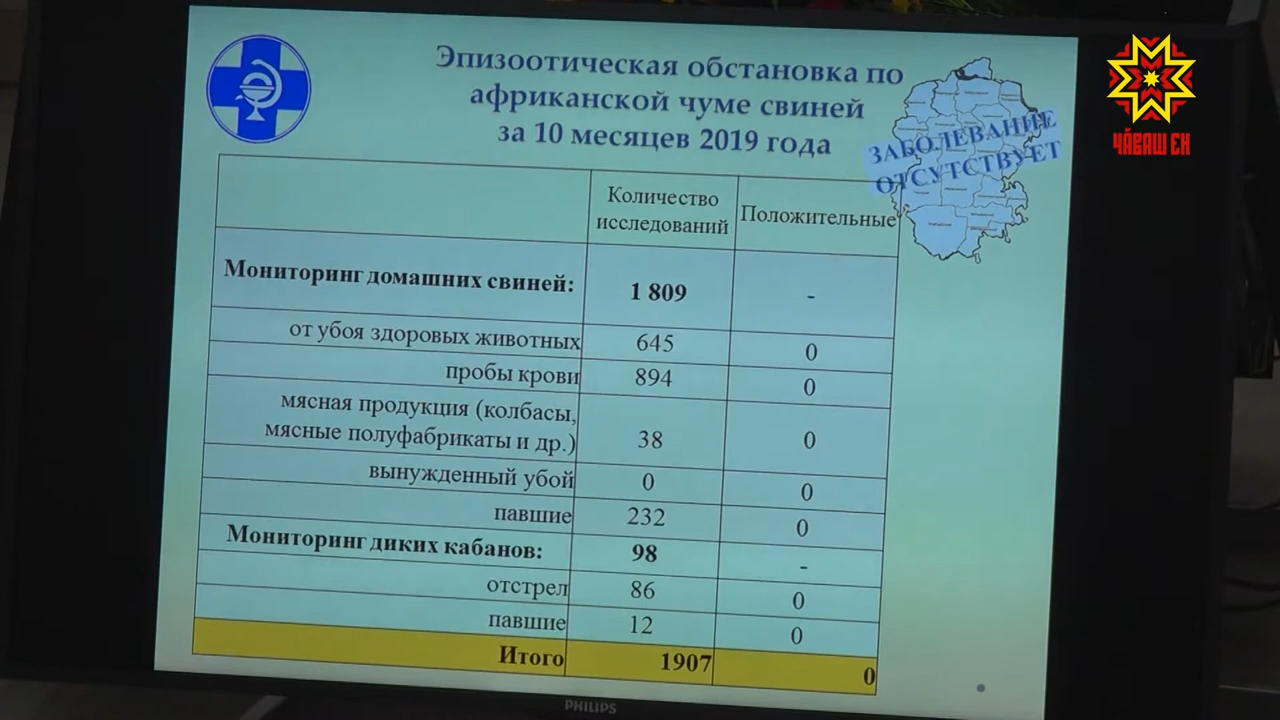 Эпизоотическая обстановка по
африканской чуме свиней
за 10 месяцев 2019 года
ЗАБОЛЕВАНИЕ
ОТСУТСТВУЕТ
ЧӐВАШ ЕН
Количество
исследований
Положительные
Мониторинг домашних свиней: 1 809 -
от убоя здоровых животных 645 0
пробы крови 894 0
мясная продукция (колбасы,
мясные полуфабрикаты и др.) 38 0
вынужденный убой 0 0
павшие 232 0
Мониторинг диких кабанов: 98 -
отстрел 86 0
павшие 12 0
Итого 1907 0
PHILIPS